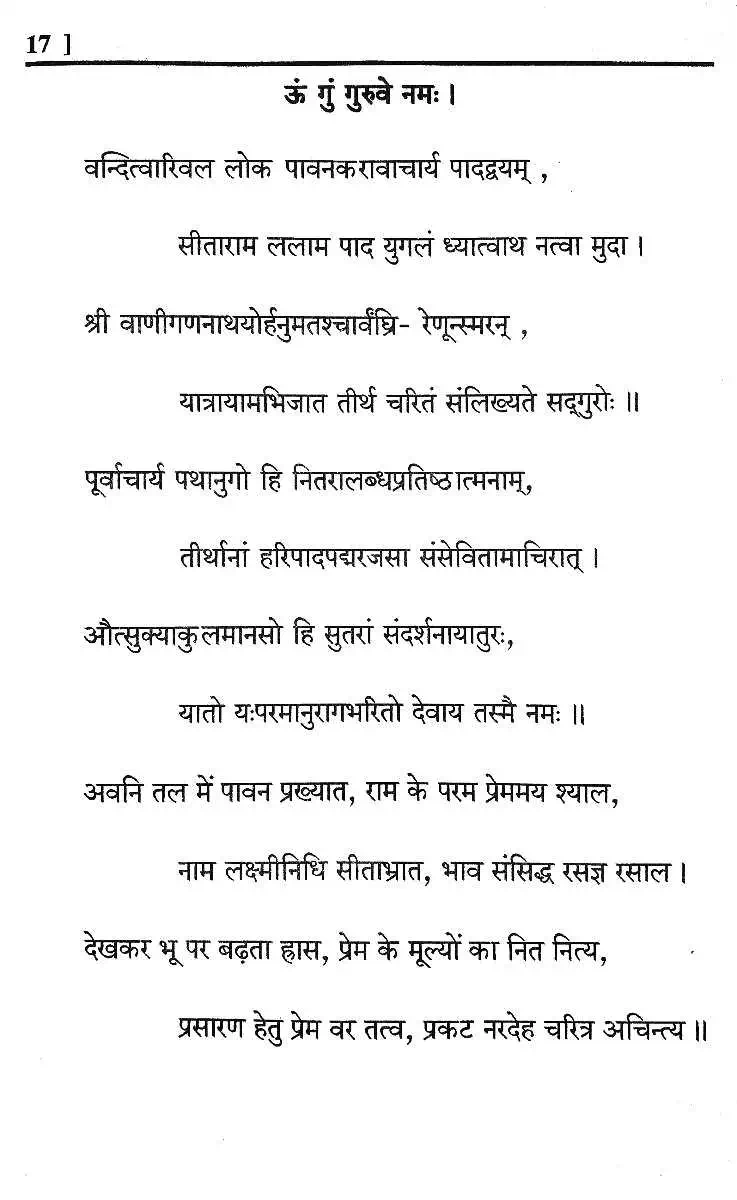 17 ]
ऊं गुं गुरुवे नमः।
वन्दित्वारिवल लोक पावनकरावाचार्य पादद्वयम् ,
सीताराम ललाम पाद युगलं ध्यात्वाथ नत्वा मुदा ।
श्री वाणीगणनाथयोर्हनुमतश्चार्वंघ्रि- रेणून्स्मरन् ,
यात्रायामभिजात तीर्थ चरितं संलिख्यते सद्‌गुरोः ॥
पूर्वाचार्य पथानुगो हि नितरालब्धप्रतिष्ठात्मनाम्,
तीर्थानां हरिपादपद्मरजसा संसेवितामाचिरात् ।
औत्सुक्याकुलमानसो हि सुतरां संदर्शनायातुरः,
यातो यःपरमानुरागभरितो देवाय तस्मै नमः ॥
अवनि तल में पावन प्रख्यात, राम के परम प्रेममय श्याल,
नाम लक्ष्मीनिधि सीताभ्रात, भाव संसिद्ध रसज्ञ रसाल ।
देखकर भू पर बढ़ता ह्रास, प्रेम के मूल्यों का नित नित्य,
प्रसारण हेतु प्रेम वर तत्व, प्रकट नरदेह चरित्र अचिन्त्य ॥